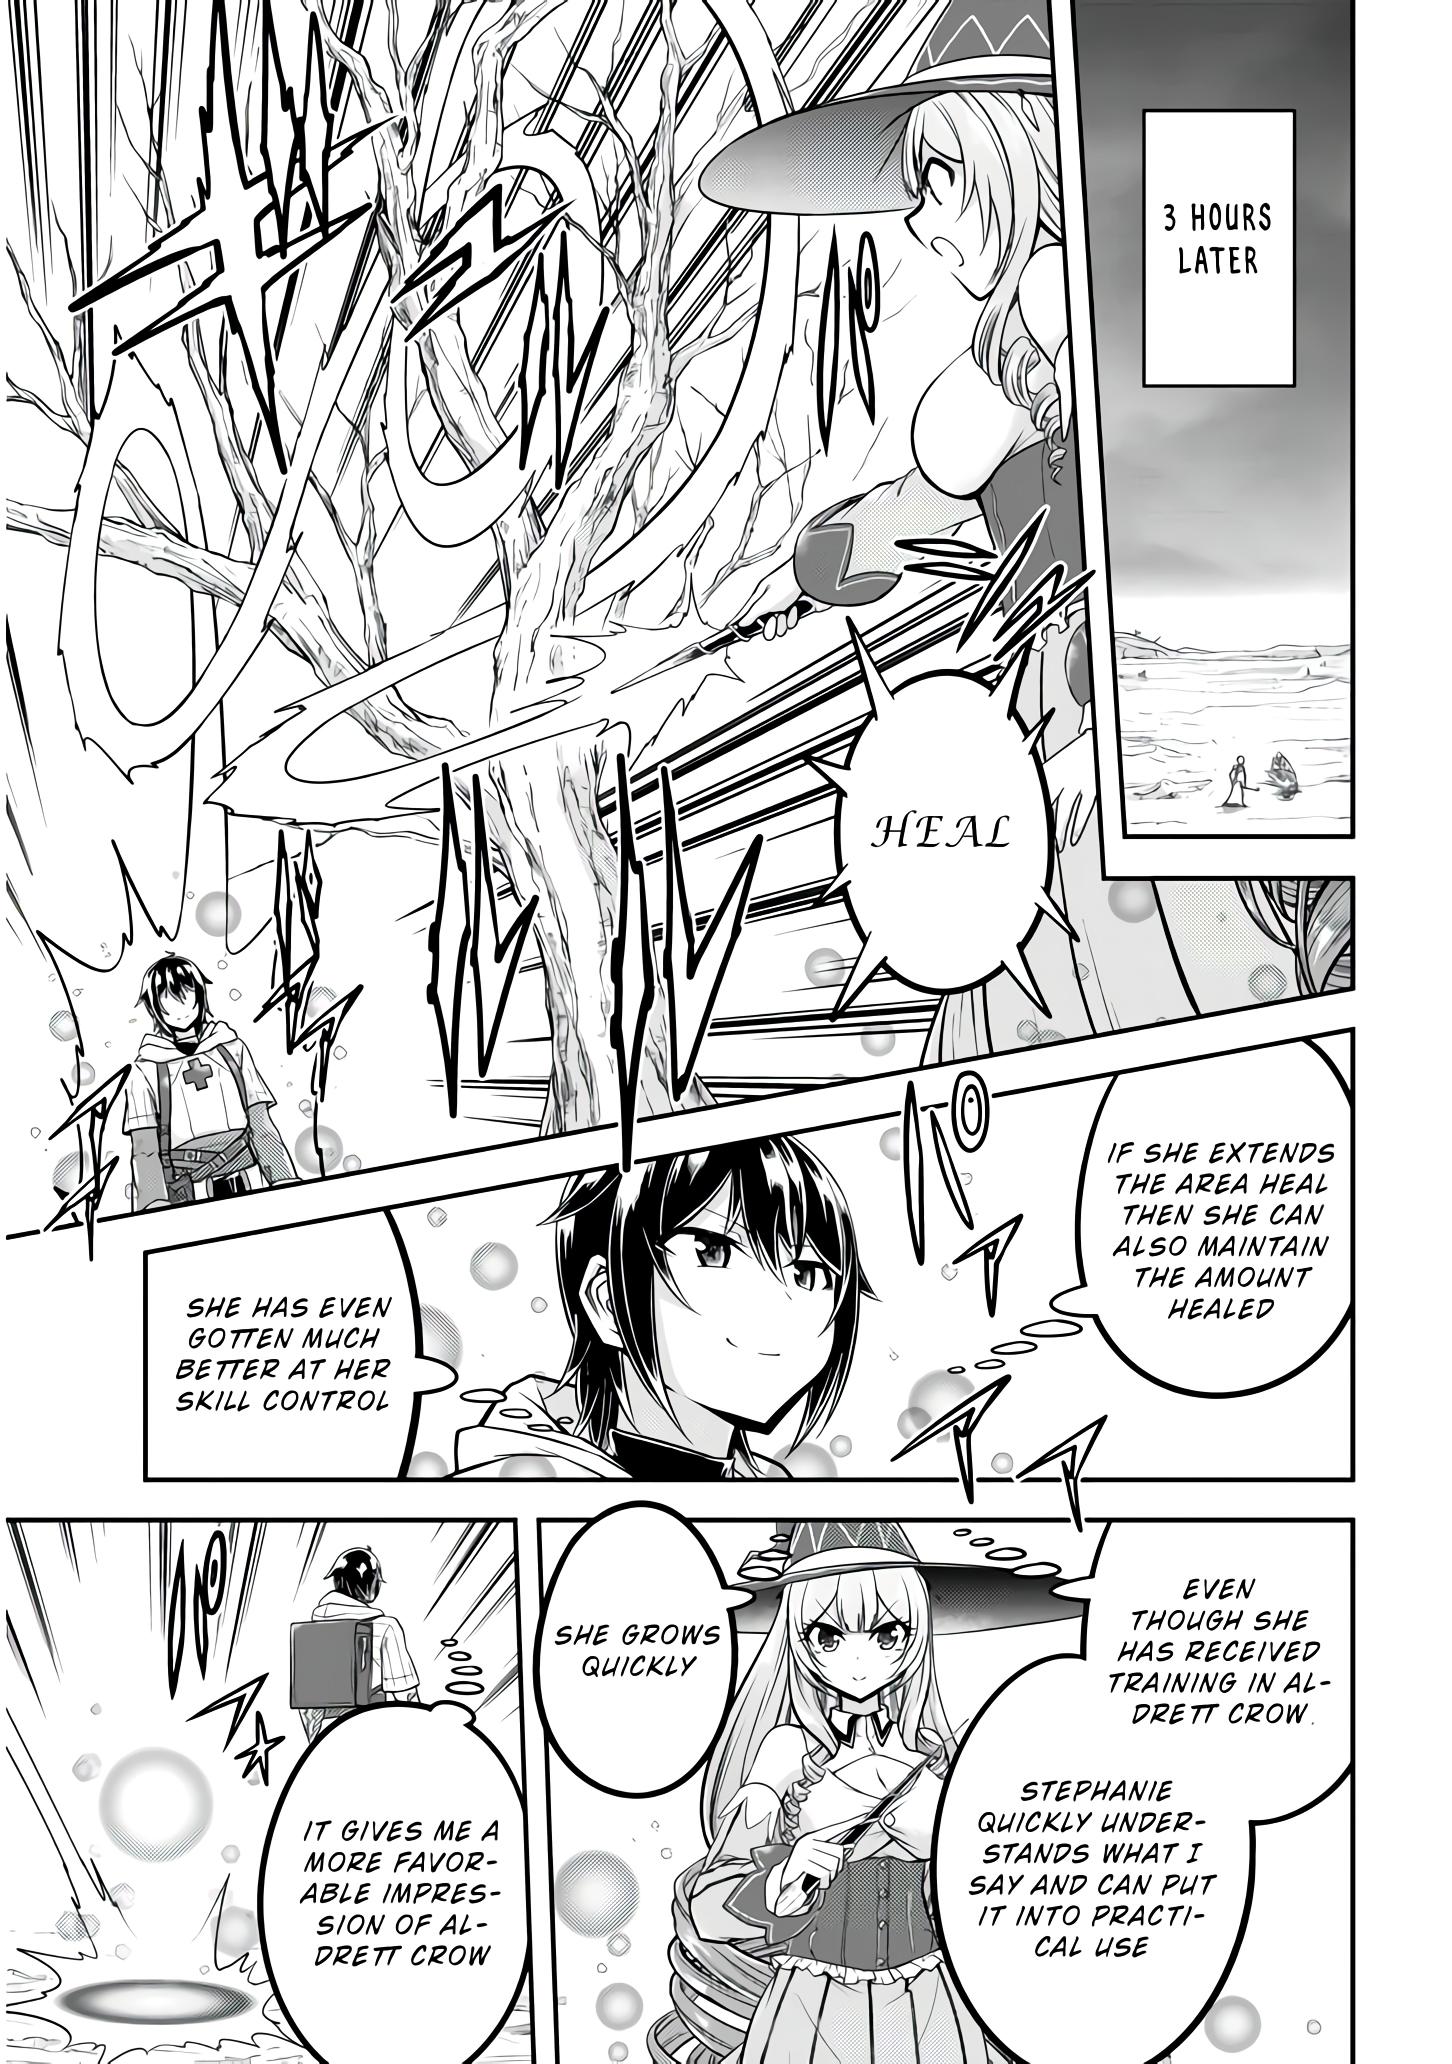 3 HOURS
LATER
HEAL
IF SHE EXTENDS
THE AREA HEAL
THEN SHE CAN
ALSO MAINTAIN
THE AMOUNT
HEALED
SHE HAS EVEN
GOTTEN MUCH
BETTER AT HER
SKILL CONTROL
EVEN
THOUGH SHE
HAS RECEIVED
TRAINING IN AL-
DRETT CROW.
STEPHANIE
QUICKLY UNDER-
STANDS WHAT I
SAY AND CAN PUT
IT INTO PRACTI-
CAL USE
SHE GROWS
QUICKLY
IT GIVES ME A
MORE FAVOR-
ABLE IMPRES-
SION OF AL-
DRETT CROW